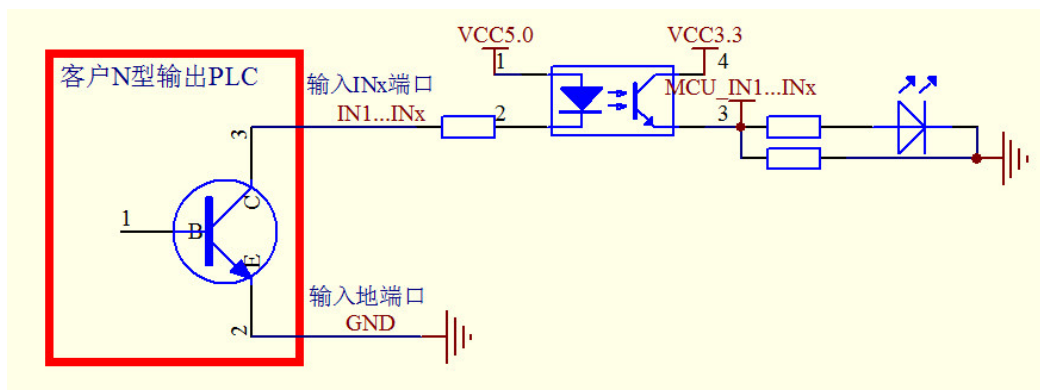 客户N型输出PLC
输入INx端口
IN1...INx
VCC5.0
VCC3.3
1
4
MCU_IN1...INx
2
3
3
C
1
B
E
2
输入地端口
GND